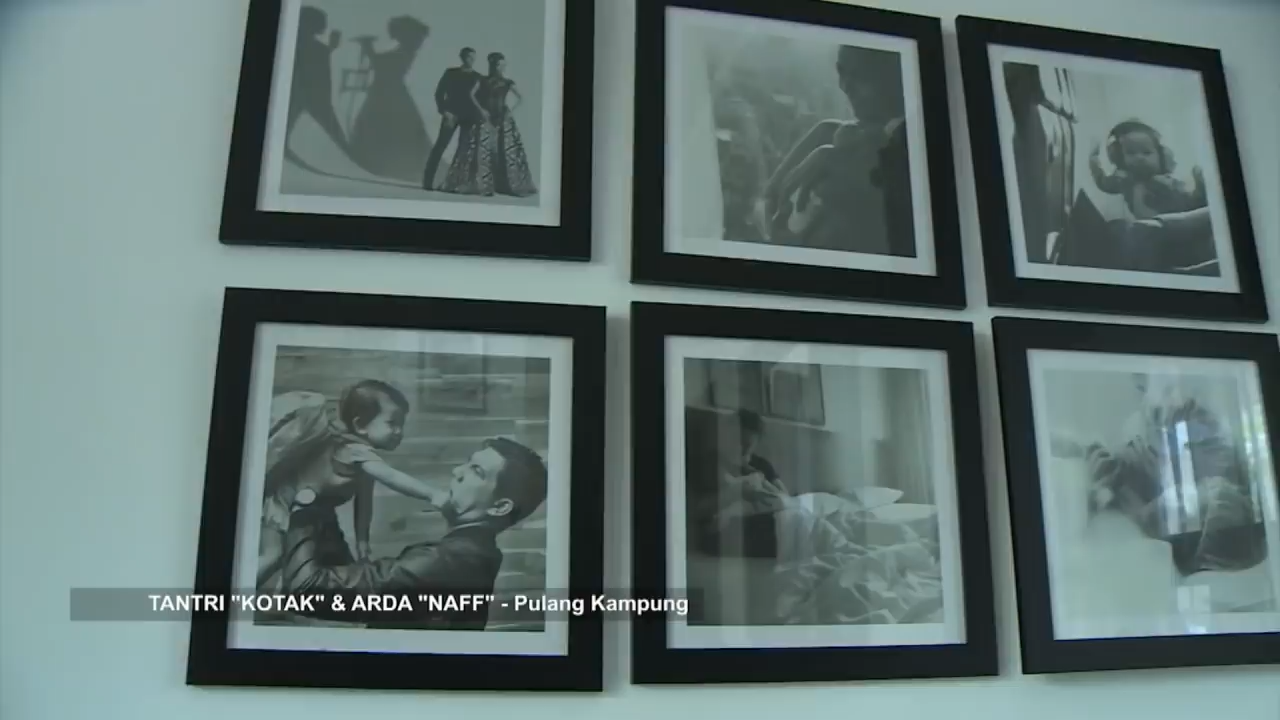 TANTRI "KOTAK" & ARDA "NAFF" - Pulang Kampung